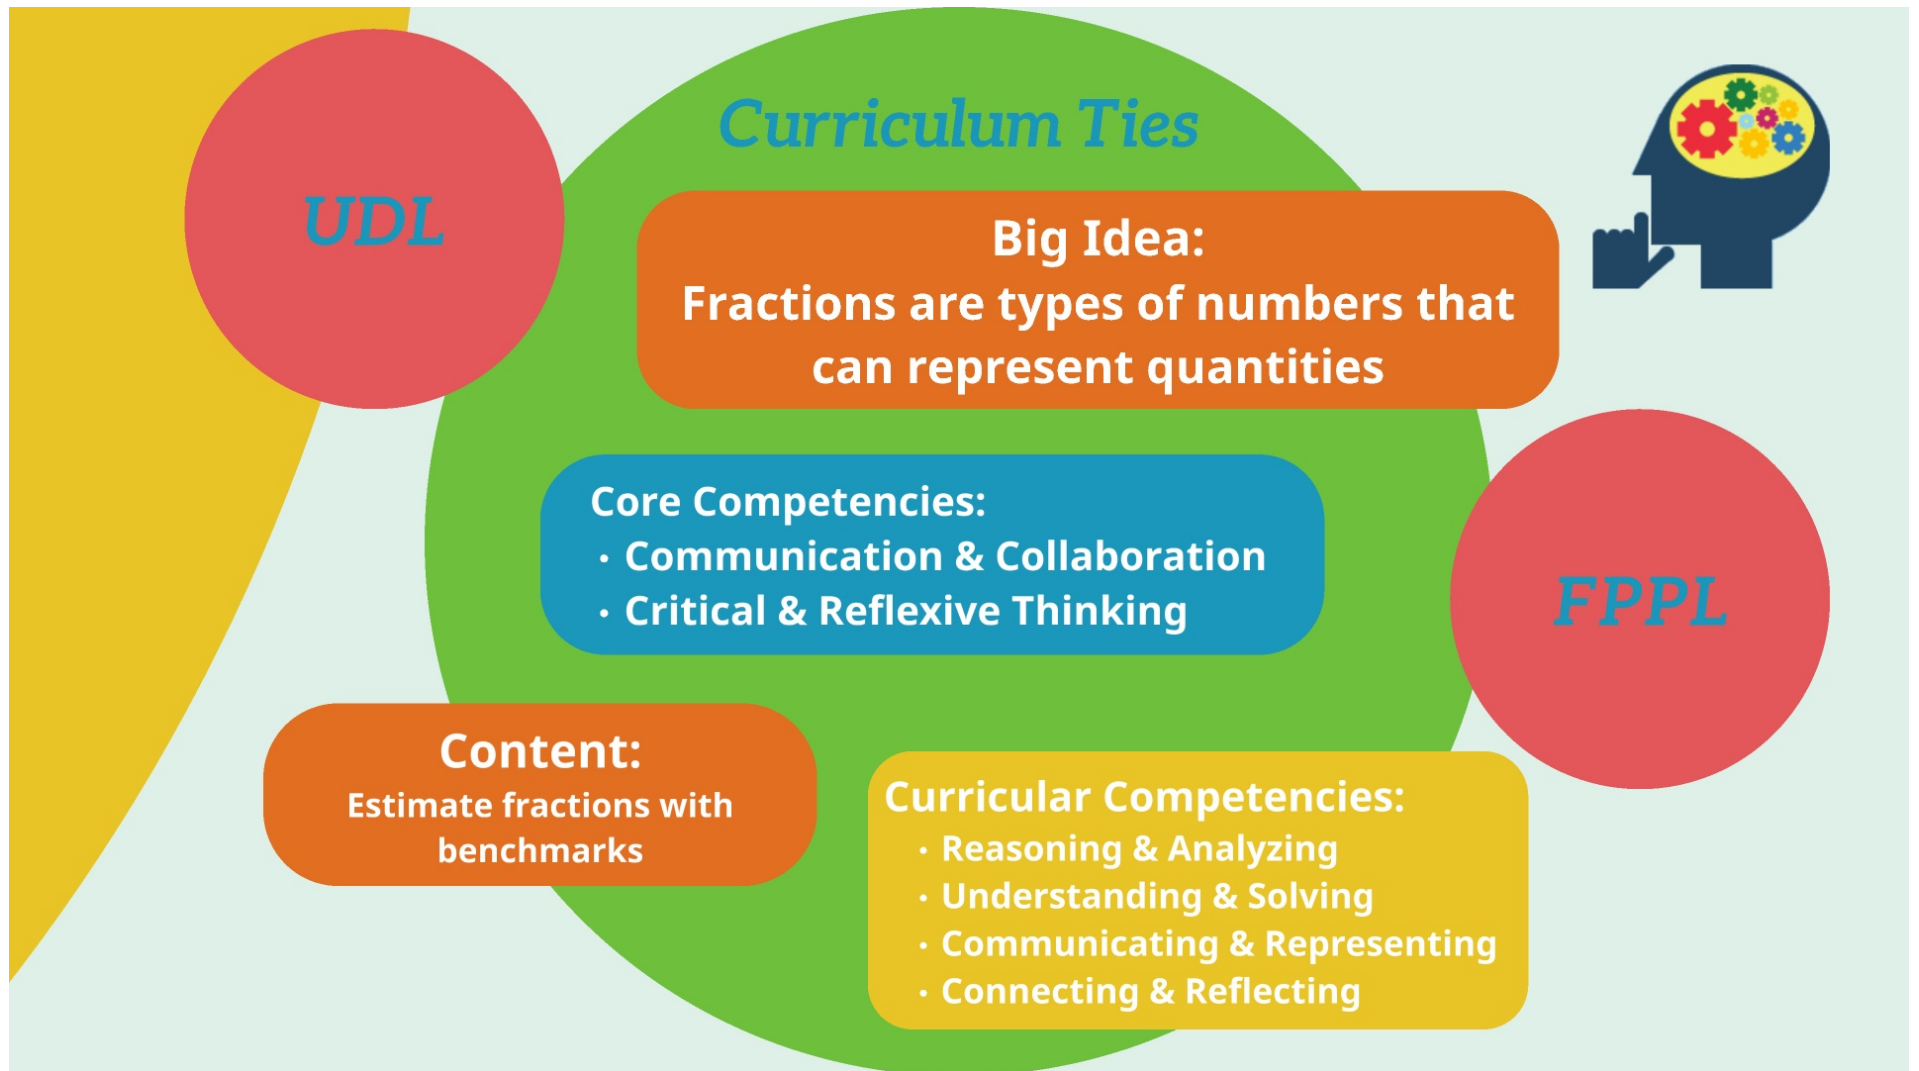 Curriculum Ties
UDL
Big Idea:
Fractions are types of numbers that
can represent quantities
Core Competencies:
• Communication & Collaboration
• Critical & Reflexive Thinking
FPPL
Content:
Estimate fractions with
benchmarks
Curricular Competencies:
• Reasoning & Analyzing
• Understanding & Solving
• Communicating & Representing
• Connecting & Reflecting